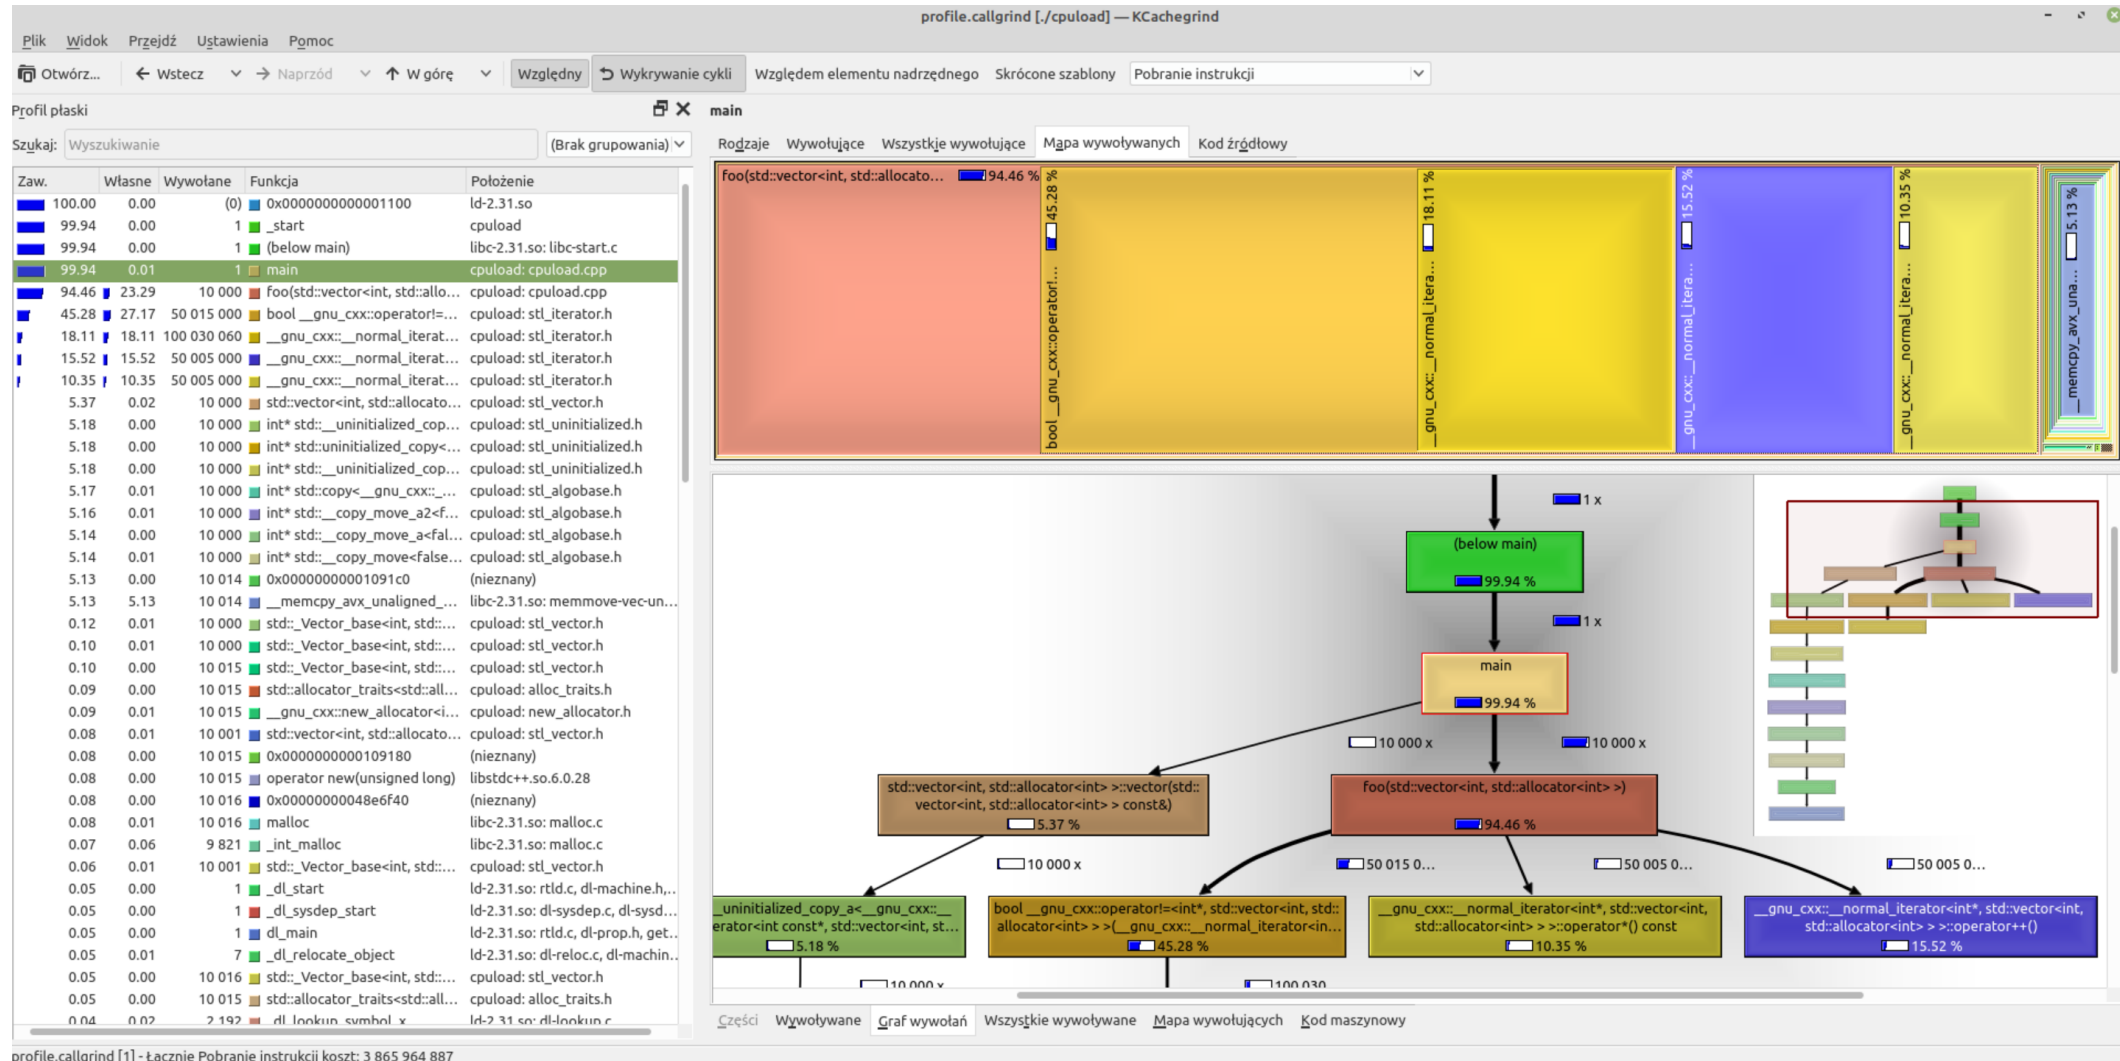 profile.callgrind [./cpuload] — KCachegrind
Plik Widok Przejdź Ustawienia Pomoc
Otwórz... Wstecz Naprzód W górę Względny Wykrywanie cykli Względem elementu nadrzędnego Skrócone szablony Pobranie instrukcji
Profil płaski
Szukaj: Wyszukiwanie (Brak grupowania)
Zaw. Własne Wywołane Funkcja Położenie
100.00 0.00 (0) 0x0000000000001100 ld-2.31.so
99.94 0.00 1 _start cpuload
99.94 0.00 1 (below main) libc-2.31.so: libc-start.c
99.94 0.01 1 main cpuload: cpuload.cpp
94.46 23.29 10 000 foo(std::vector<int, std::allo... cpuload: cpuload.cpp
45.28 27.17 50 015 000 bool __gnu_cxx::operator!=... cpuload: stl_iterator.h
18.11 18.11 100 030 060 __gnu_cxx::__normal_iterat... cpuload: stl_iterator.h
15.52 15.52 50 005 000 __gnu_cxx::__normal_iterat... cpuload: stl_iterator.h
10.35 10.35 50 005 000 __gnu_cxx::__normal_iterat... cpuload: stl_iterator.h
5.37 0.02 10 000 std::vector<int, std::allocato... cpuload: stl_vector.h
5.18 0.00 10 000 int* std::__uninitialized_cop... cpuload: stl_uninitialized.h
5.18 0.00 10 000 int* std::uninitialized_copy<... cpuload: stl_uninitialized.h
5.18 0.00 10 000 int* std::__uninitialized_cop... cpuload: stl_uninitialized.h
5.17 0.01 10 000 int* std::copy<__gnu_cxx::_... cpuload: stl_algobase.h
5.16 0.01 10 000 int* std::__copy_move_a2<f... cpuload: stl_algobase.h
5.14 0.00 10 000 int* std::__copy_move_a<fal... cpuload: stl_algobase.h
5.14 0.01 10 000 int* std::__copy_move<false... cpuload: stl_algobase.h
5.13 0.00 10 014 0x00000000001091c0 (nieznany)
5.13 5.13 10 014 __memcpy_avx_unaligned_... libc-2.31.so: memmove-vec-un...
0.12 0.01 10 000 std::_Vector_base<int, std::... cpuload: stl_vector.h
0.10 0.01 10 000 std::_Vector_base<int, std::... cpuload: stl_vector.h
0.10 0.00 10 015 std::_Vector_base<int, std::... cpuload: stl_vector.h
0.09 0.00 10 015 std::allocator_traits<std::all... cpuload: alloc_traits.h
0.09 0.01 10 015 __gnu_cxx::new_allocator<i... cpuload: new_allocator.h
0.08 0.01 10 001 std::vector<int, std::allocato... cpuload: stl_vector.h
0.08 0.00 10 015 0x0000000000109180 (nieznany)
0.08 0.00 10 015 operator new(unsigned long) libstdc++.so.6.0.28
0.08 0.00 10 016 0x00000000048e6f40 (nieznany)
0.08 0.01 10 016 malloc libc-2.31.so: malloc.c
0.07 0.06 9 821 _int_malloc libc-2.31.so: malloc.c
0.06 0.01 10 001 std::_Vector_base<int, std::... cpuload: stl_vector.h
0.05 0.00 1 _dl_start ld-2.31.so: rtld.c, dl-machine.h,...
0.05 0.00 1 _dl_sysdep_start ld-2.31.so: dl-sysdep.c, dl-sysd...
0.05 0.00 1 dl_main ld-2.31.so: rtld.c, dl-prop.h, get...
0.05 0.01 7 _dl_relocate_object ld-2.31.so: dl-reloc.c, dl-machin...
0.05 0.00 10 016 std::_Vector_base<int, std::... cpuload: stl_vector.h
0.05 0.00 10 015 std::allocator_traits<std::all... cpuload: alloc_traits.h
0.04 0.02 2 192 _dl_lookup_symbol_x ld-2.31.so: dl-lookup.c
main
Rodzaje Wywołujące Wszystkie wywołujące Mapa wywoływanych Kod źródłowy
foo(std::vector<int, std::allocato... 94.46 %
bool __gnu_cxx::operator!... 45.28 %
__gnu_cxx::__normal_itera... 18.11 %
__gnu_cxx::__normal_itera... 15.52 %
__gnu_cxx::__normal_itera... 10.35 %
__memcpy_avx_una... 5.13 %
1 x
(below main)
99.94 %
1 x
main
99.94 %
10 000 x 10 000 x
std::vector<int, std::allocator<int> >::vector(std::
vector<int, std::allocator<int> > const&)
5.37 %
foo(std::vector<int, std::allocator<int> >)
94.46 %
10 000 x 50 015 0... 50 005 0... 50 005 0...
_uninitialized_copy_a<__gnu_cxx::__
erator<int const*, std::vector<int, st...
5.18 %
bool __gnu_cxx::operator!=<int*, std::vector<int, std::
allocator<int> > >(__gnu_cxx::__normal_iterator<in...
45.28 %
__gnu_cxx::__normal_iterator<int*, std::vector<int,
std::allocator<int> > >::operator*() const
10.35 %
__gnu_cxx::__normal_iterator<int*, std::vector<int,
std::allocator<int> > >::operator++()
15.52 %
10 000 x 100 030
Części Wywoływane Graf wywołań Wszystkie wywoływane Mapa wywołujących Kod maszynowy
profile.callgrind [1] - Łącznie Pobranie instrukcji koszt: 3 865 964 887